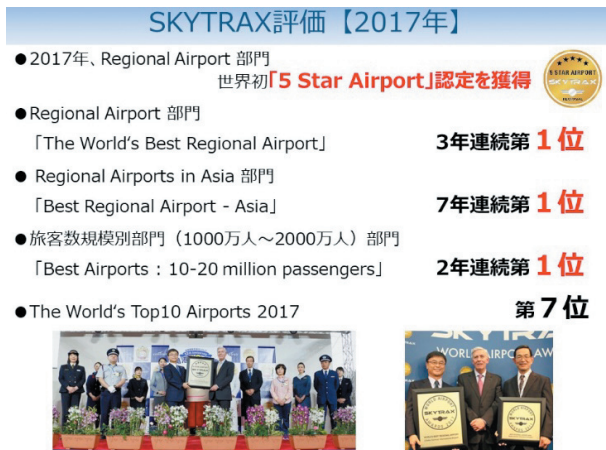 SKYTRAX評価【2017年】
●2017年、Regional Airport 部門
世界初「5 Star Airport」認定を獲得
5 STAR AIRPORT
SKYTRAX
●Regional Airport 部門
「The World's Best Regional Airport」 3年連続第1位
● Regional Airports in Asia 部門
「Best Regional Airport - Asia」 7年連続第1位
●旅客数規模別部門（1000万人～2000万人）部門
「Best Airports : 10-20 million passengers」 2年連続第1位
●The World's Top10 Airports 2017 第7位
SKYTRAX
WORLD AIRPORT AW
SKYTRAX
SKYTRAX